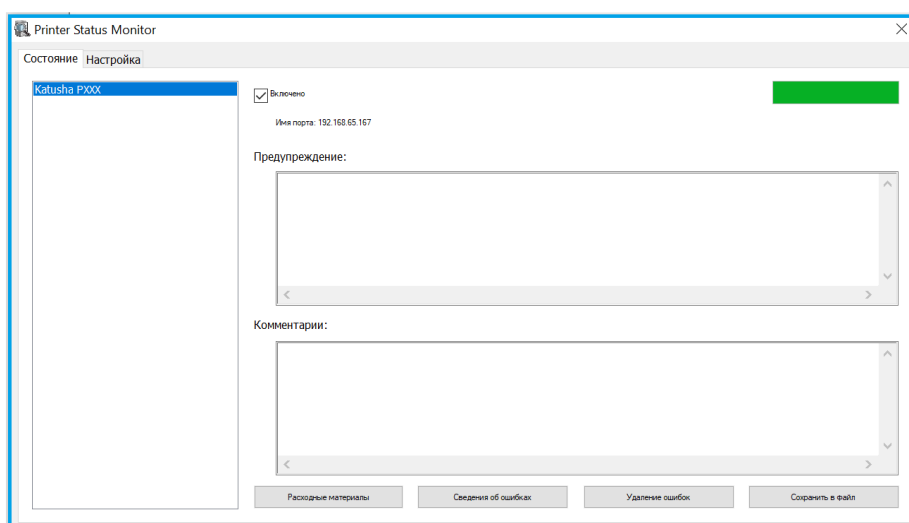 Printer Status Monitor
Состояние Настройка
Katusha PXXX
Включено
Имя порта: 192.168.65.167
Предупреждение:
Комментарии:
Расходные материалы Сведения об ошибках Удаление ошибок Сохранить в файл